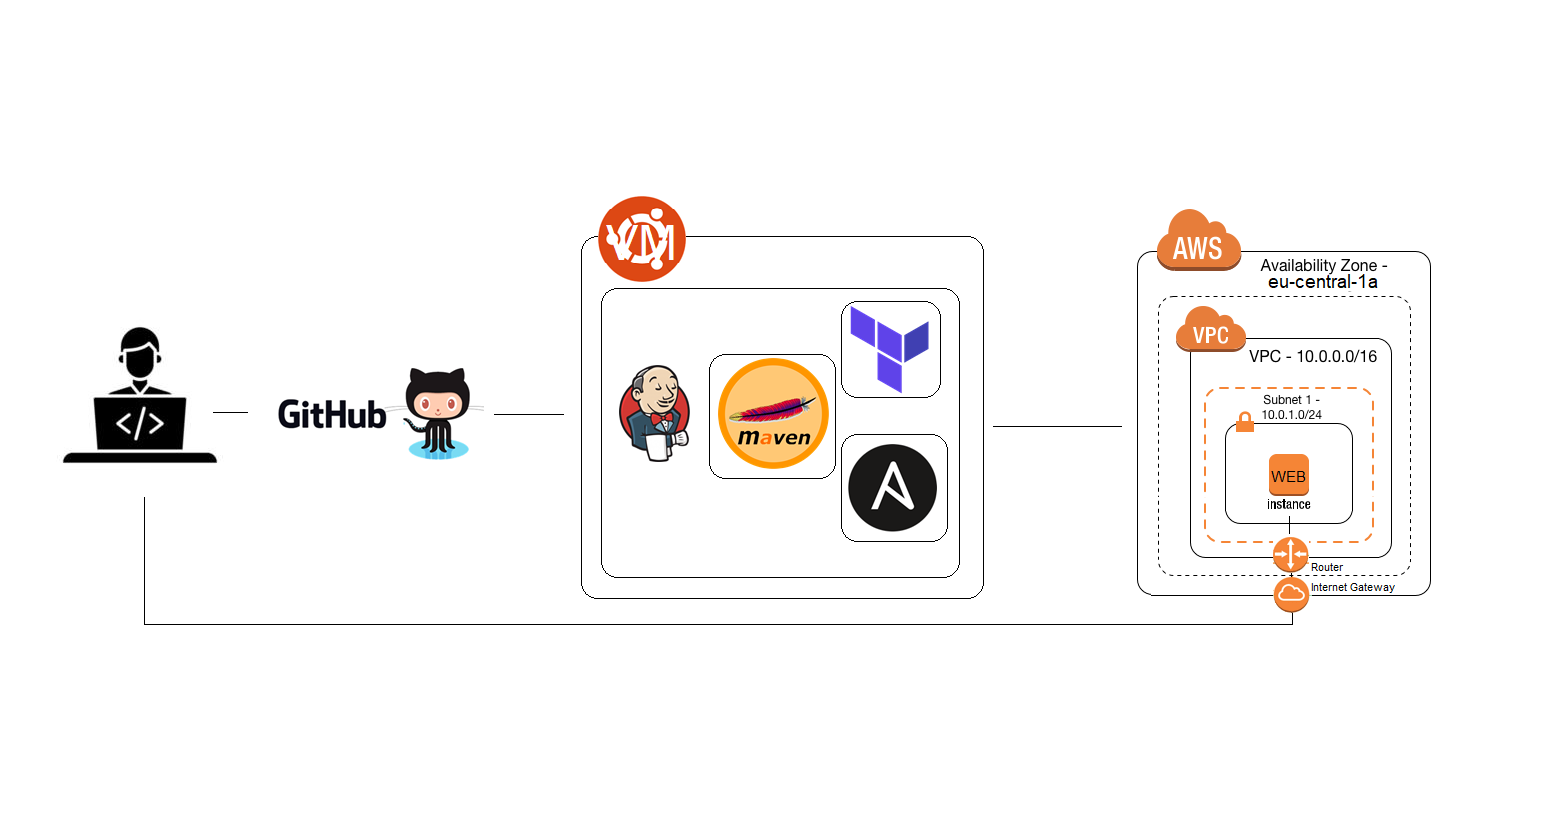 </>
GitHub
VM
maven
AWS
Availability Zone -
eu-central-1a
VPC
VPC - 10.0.0.0/16
Subnet 1 -
10.0.1.0/24
WEB
instance
Router
Internet Gateway